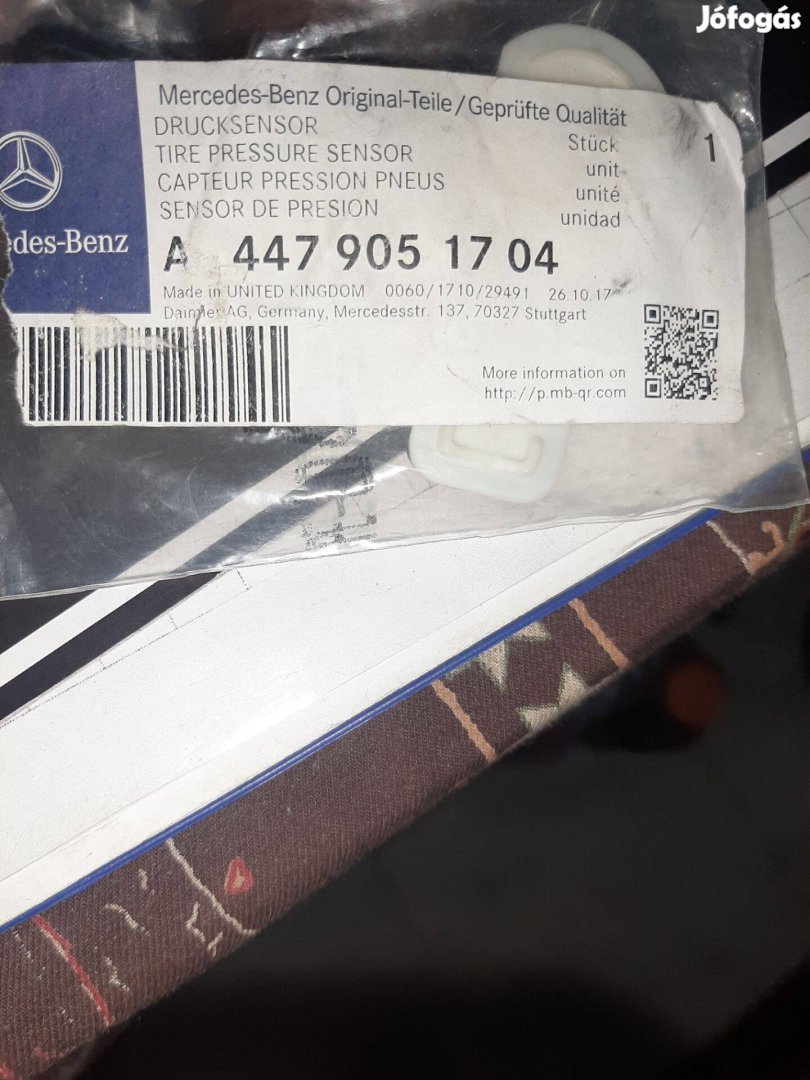 Jófogás
Mercedes-Benz Original-Teile/Geprüfte Qualität
DRUCKSENSOR
TIRE PRESSURE SENSOR
CAPTEUR PRESSION PNEUS
SENSOR DE PRESION
Stück
unit
unité
unidad
1
edes-Benz
A 447 905 17 04
Made in UNITED KINGDOM 0060/1710/29491 26.10.17
Daimler AG, Germany, Mercedesstr. 137, 70327 Stuttgart
More information on
http://p.mb-qr.com